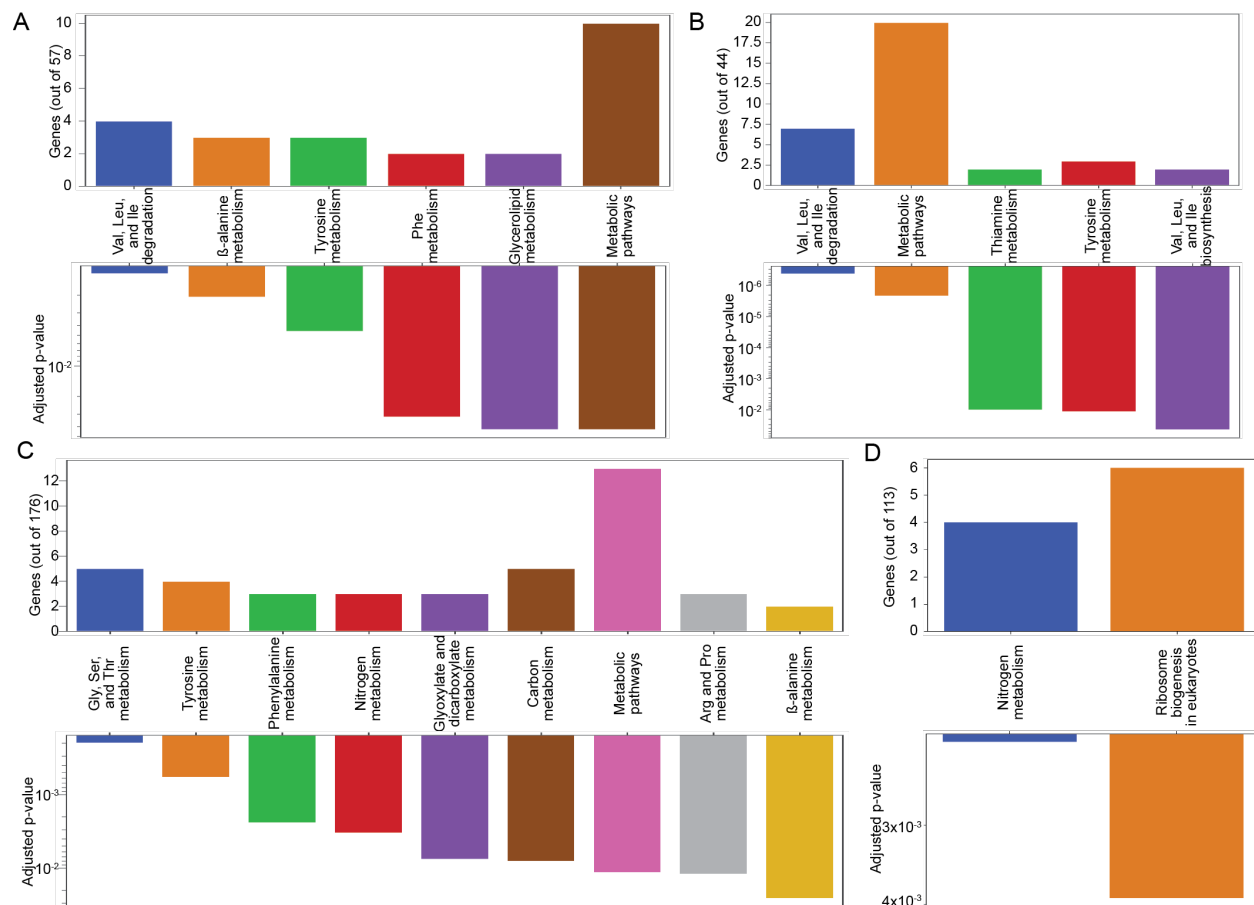 A
Genes (out of 57)
10
8
6
4
2
0
Val, Leu,
and Ile
degradation
ß-alanine
metabolism
Tyrosine
metabolism
Phe
metabolism
Glycerolipid
metabolism
Metabolic
pathways
Adjusted p-value
10-2
B
Genes (out of 44)
20
17.5
15
12.5
10
7.5
5
2.5
0
Val, Leu,
and Ile
degradation
Metabolic
pathways
Thiamine
metabolism
Tyrosine
metabolism
Val, Leu,
and Ile
biosynthesis
Adjusted p-value
10-6
10-5
10-4
10-3
10-2
C
Genes (out of 176)
12
10
8
6
4
2
0
Gly, Ser,
and Thr
metabolism
Tyrosine
metabolism
Phenylalanine
metabolism
Nitrogen
metabolism
Glyoxylate and
dicarboxylate
metabolism
Carbon
metabolism
Metabolic
pathways
Arg and Pro
metabolism
ß-alanine
metabolism
Adjusted p-value
10-3
10-2
D
Genes (out of 113)
6
5
4
3
2
1
0
Nitrogen
metabolism
Ribosome
biogenesis
in eukaryotes
Adjusted p-value
3x10-3
4x10-3